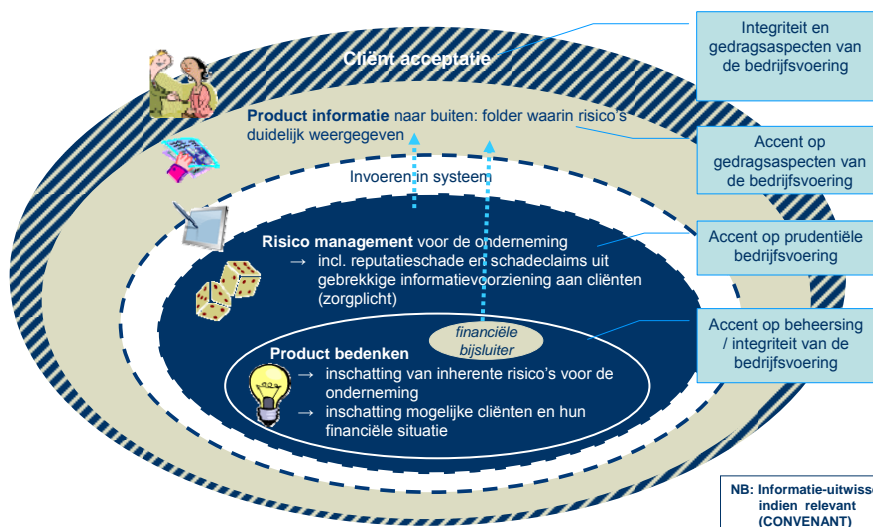 Cliënt acceptatie
Integriteit en
gedragsaspecten van
de bedrijfsvoering
Product informatie naar buiten: folder waarin risico's
duidelijk weergegeven
Accent op
gedragsaspecten van
de bedrijfsvoering
Invoeren in systeem
Risico management voor de onderneming
→ incl. reputatieschade en schadeclaims uit
gebrekkige informatievoorziening aan cliënten
(zorgplicht)
Accent op prudentiële
bedrijfsvoering
financiële
bijsluiter
Accent op beheersing
/ integriteit van de
bedrijfsvoering
Product bedenken
→ inschatting van inherente risico's voor de
onderneming
→ inschatting mogelijke cliënten en hun
financiële situatie
NB: Informatie-uitwisse
indien relevant
(CONVENANT)